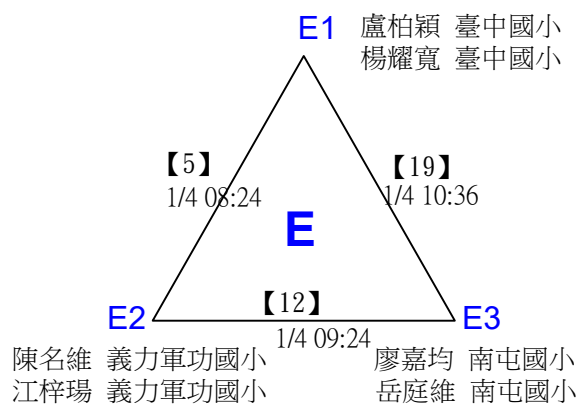 E1
盧柏穎 臺中國小
楊耀寬 臺中國小
【5】
1/4 08:24
【19】
1/4 10:36
E
【12】
1/4 09:24
E2
E3
陳名維 義力軍功國小
江梓瑒 義力軍功國小
廖嘉均 南屯國小
岳庭維 南屯國小